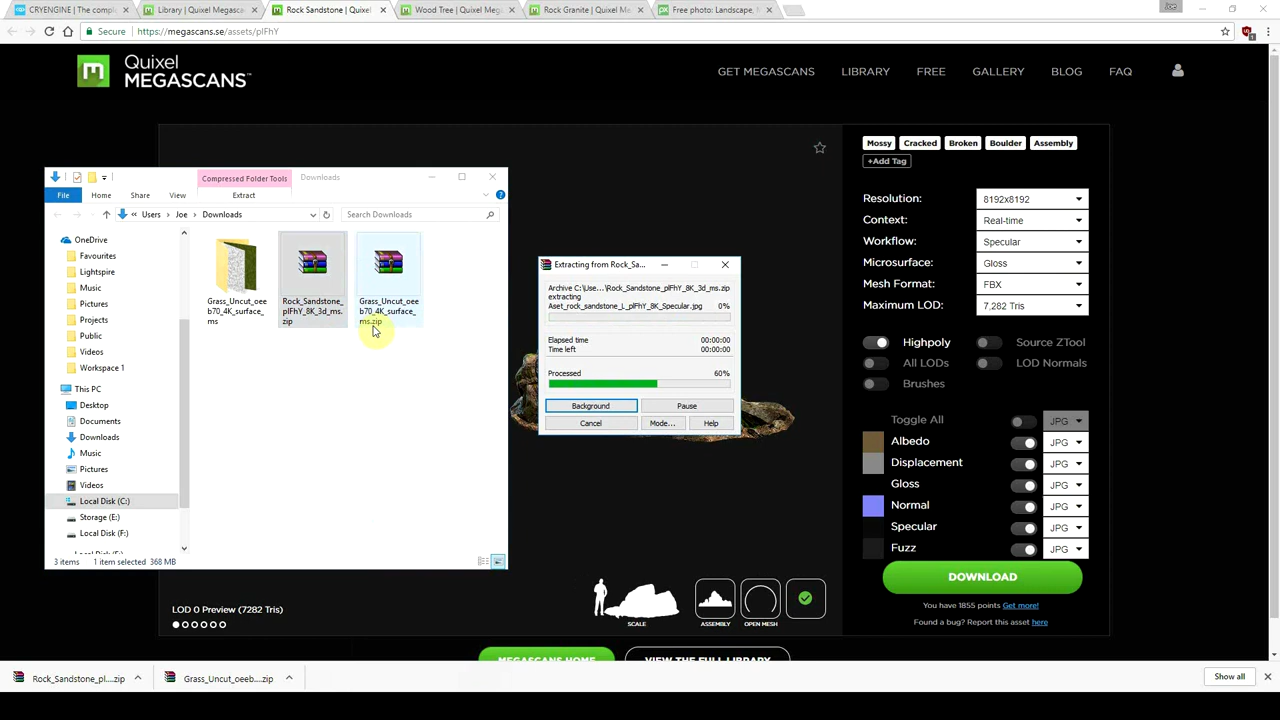 CRYENGINE | The compl
Library | Quixel Megasc
Rock Sandstone | Quixel
Wood Tree | Quixel Meg
Rock Granite | Quixel Me
Free photo: Landscape,
Joe
Secure
https://megascans.se/assets/plFhY
Quixel
MEGASCANS™
GET MEGASCANS
LIBRARY
FREE
GALLERY
BLOG
FAQ
Mossy
Cracked
Broken
Boulder
Assembly
+Add Tag
Resolution:
8192x8192
Context:
Real-time
Workflow:
Specular
Microsurface:
Gloss
Mesh Format:
FBX
Maximum LOD:
7,282 Tris
Highpoly
Source ZTool
All LODs
LOD Normals
Brushes
Toggle All
JPG
Albedo
JPG
Displacement
JPG
Gloss
JPG
Normal
JPG
Specular
JPG
Fuzz
JPG
DOWNLOAD
You have 1855 points Get more!
Found a bug? Report this asset here
Compressed Folder Tools
Downloads
File
Home
Share
View
Extract
Users
Joe
Downloads
Search Downloads
OneDrive
Favourites
Lightspire
Music
Pictures
Projects
Public
Videos
Workspace 1
This PC
Desktop
Documents
Downloads
Music
Pictures
Videos
Local Disk (C:)
Storage (E:)
Local Disk (F:)
Grass_Uncut_oee
b70_4K_surface_
ms
Rock_Sandstone_
plFhY_8K_3d_ms.
zip
Grass_Uncut_oee
b70_4K_surface_
ms.zip
3 items
1 item selected 368 MB
Extracting from Rock_Sa...
Archive C:\Use...\Rock_Sandstone_plFhY_8K_3d_ms.zip
extracting
Aset_rock_sandstone_L_plFhY_8K_Specular.jpg
0%
Elapsed time
00:00:00
Time left
00:00:00
Processed
60%
Background
Pause
Cancel
Mode...
Help
LOD 0 Preview (7282 Tris)
SCALE
ASSEMBLY
OPEN MESH
MEGASCANS HOME
VIEW THE FULL LIBRARY
Rock_Sandstone_pl....zip
Grass_Uncut_oeeb....zip
Show all